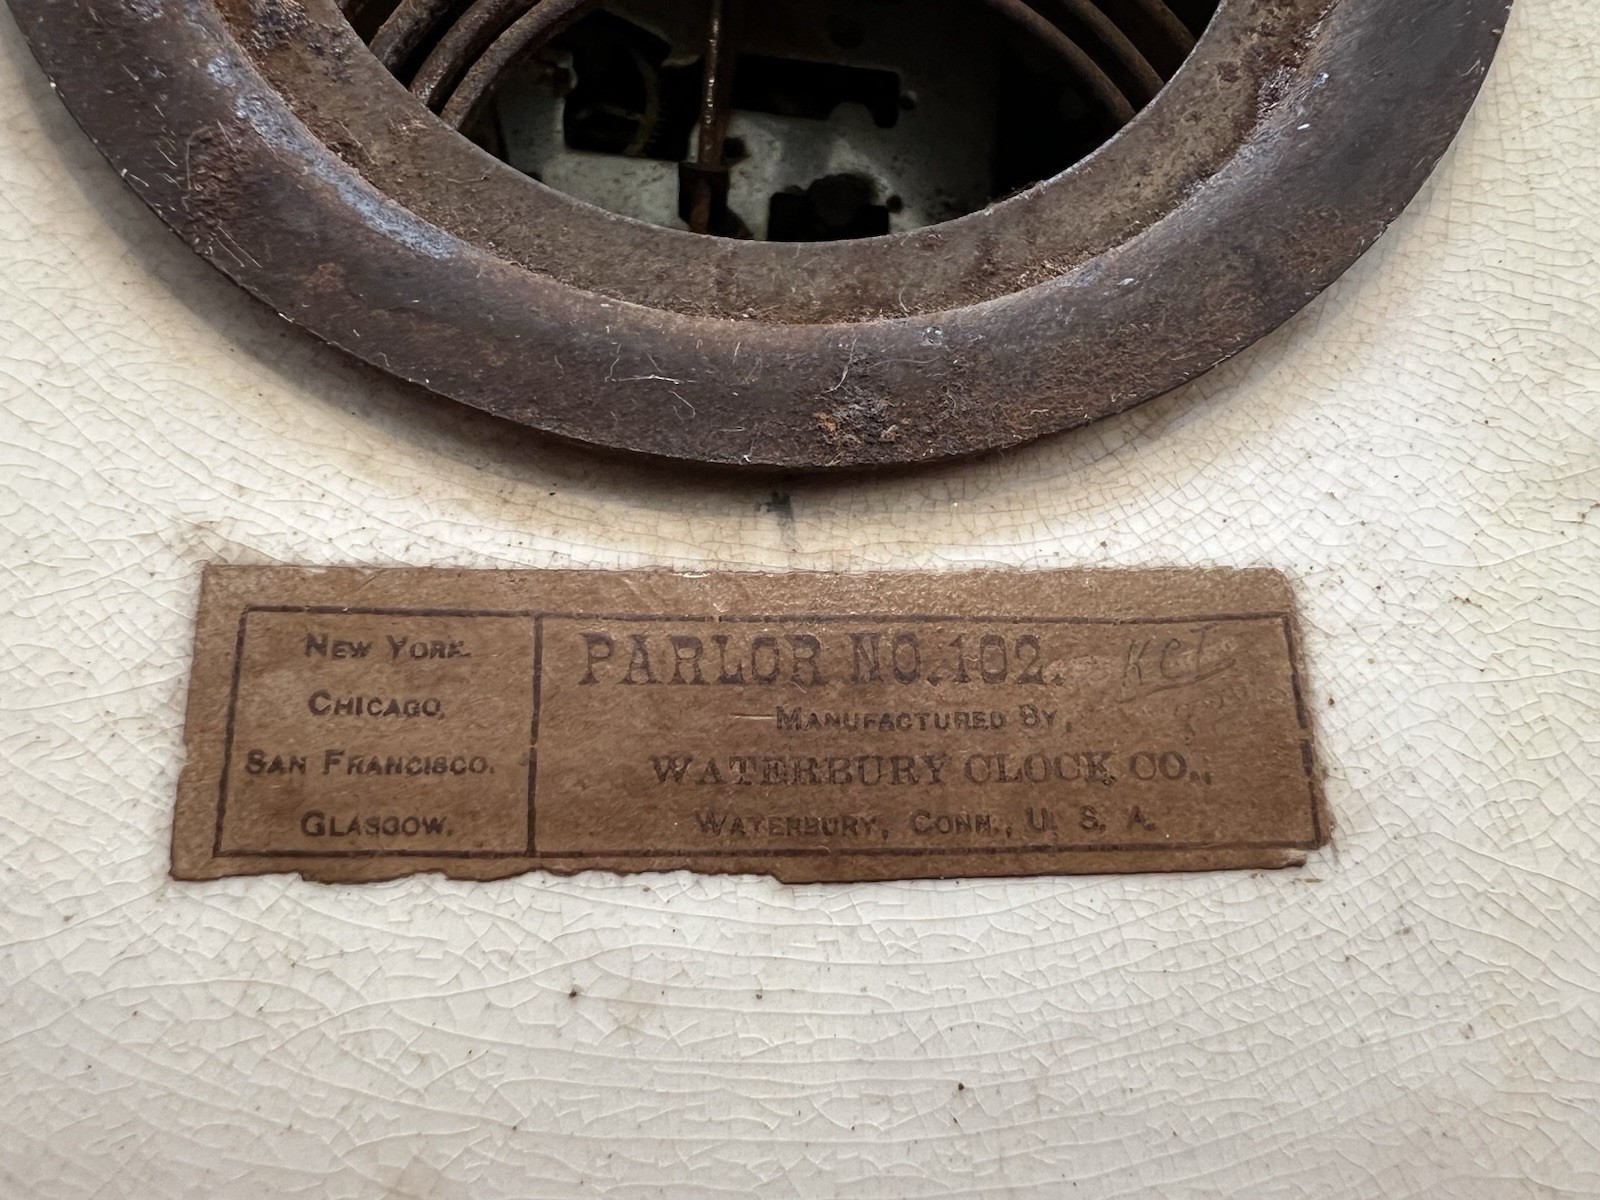 NEW YORK.
CHICAGO,
SAN FRANCISCO.
GLASGOW.
PARLOR NO. 102.
MANUFACTURED BY,
WATERBURY CLOCK CO.,
WATERBURY, CONN., U. S. A.